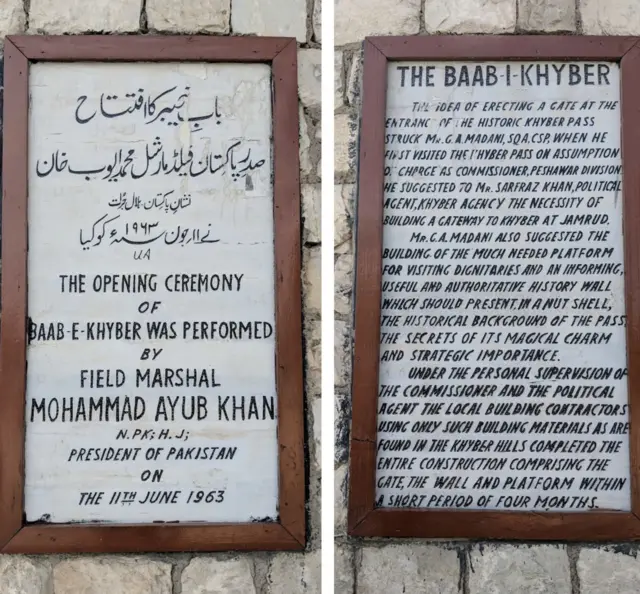 باب خیبر کا افتتاح
صدر پاکستان فیلڈ مارشل محمد ایوب خان
نشانِ پاکستان ہلال جرأت
نے ۱۱ر جون سنہ ۱۹۶۳ء کو کیا
UA
THE OPENING CEREMONY
OF
BAAB-E-KHYBER WAS PERFORMED
BY
FIELD MARSHAL
MOHAMMAD AYUB KHAN
N.PK; H.J;
PRESIDENT OF PAKISTAN
ON
THE 11TH JUNE 1963
THE BAAB-I-KHYBER
THE IDEA OF ERECTING A GATE AT THE
ENTRANC OF THE HISTORIC KHYBER PASS
STRUCK MR. G.A. MADANI, SQA, CSP, WHEN HE
FIRST VISITED THE KHYBER PASS ON ASSUMPTION
OF CHARGE AS COMMISSIONER, PESHAWAR DIVISION
HE SUGGESTED TO MR. SARFRAZ KHAN, POLITICAL
AGENT, KHYBER AGENCY THE NECESSITY OF
BUILDING A GATEWAY TO KHYBER AT JAMRUD.
MR. G.A. MADANI ALSO SUGGESTED THE
BUILDING OF THE MUCH NEEDED PLATFORM
FOR VISITING DIGNITARIES AND AN INFORMING,
USEFUL AND AUTHORITATIVE HISTORY WALL
WHICH SHOULD PRESENT, IN A NUT SHELL,
THE HISTORICAL BACKGROUND OF THE PASS
THE SECRETS OF ITS MAGICAL CHARM
AND STRATEGIC IMPORTANCE.
UNDER THE PERSONAL SUPERVISION OF
THE COMMISSIONER AND THE POLITICAL
AGENT THE LOCAL BUILDING CONTRACTORS
USING ONLY SUCH BUILDING MATERIALS AS ARE
FOUND IN THE KHYBER HILLS COMPLETED THE
ENTIRE CONSTRUCTION COMPRISING THE
GATE, THE WALL AND PLATFORM WITHIN
A SHORT PERIOD OF FOUR MONTHS.